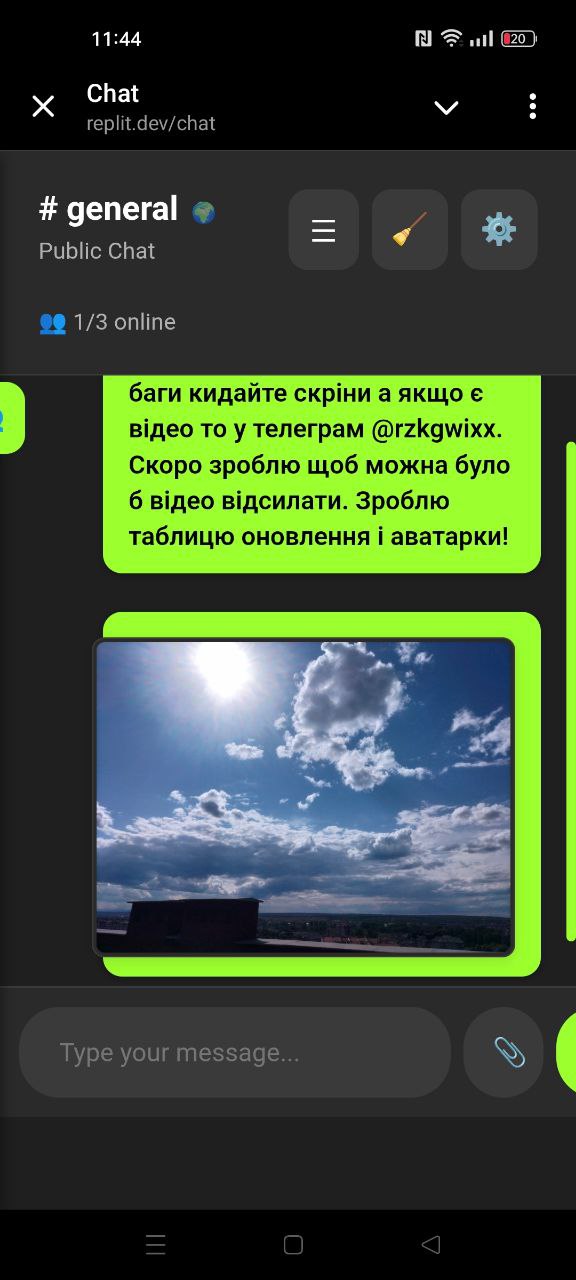 11:44
20
Chat
replit.dev/chat
# general
Public Chat
1/3 online
баги кидайте скріни а якщо є
відео то у телеграм @rzkgwixx.
Скоро зроблю щоб можна було
б відео відсилати. Зроблю
таблицю оновлення і аватарки!
Type your message...